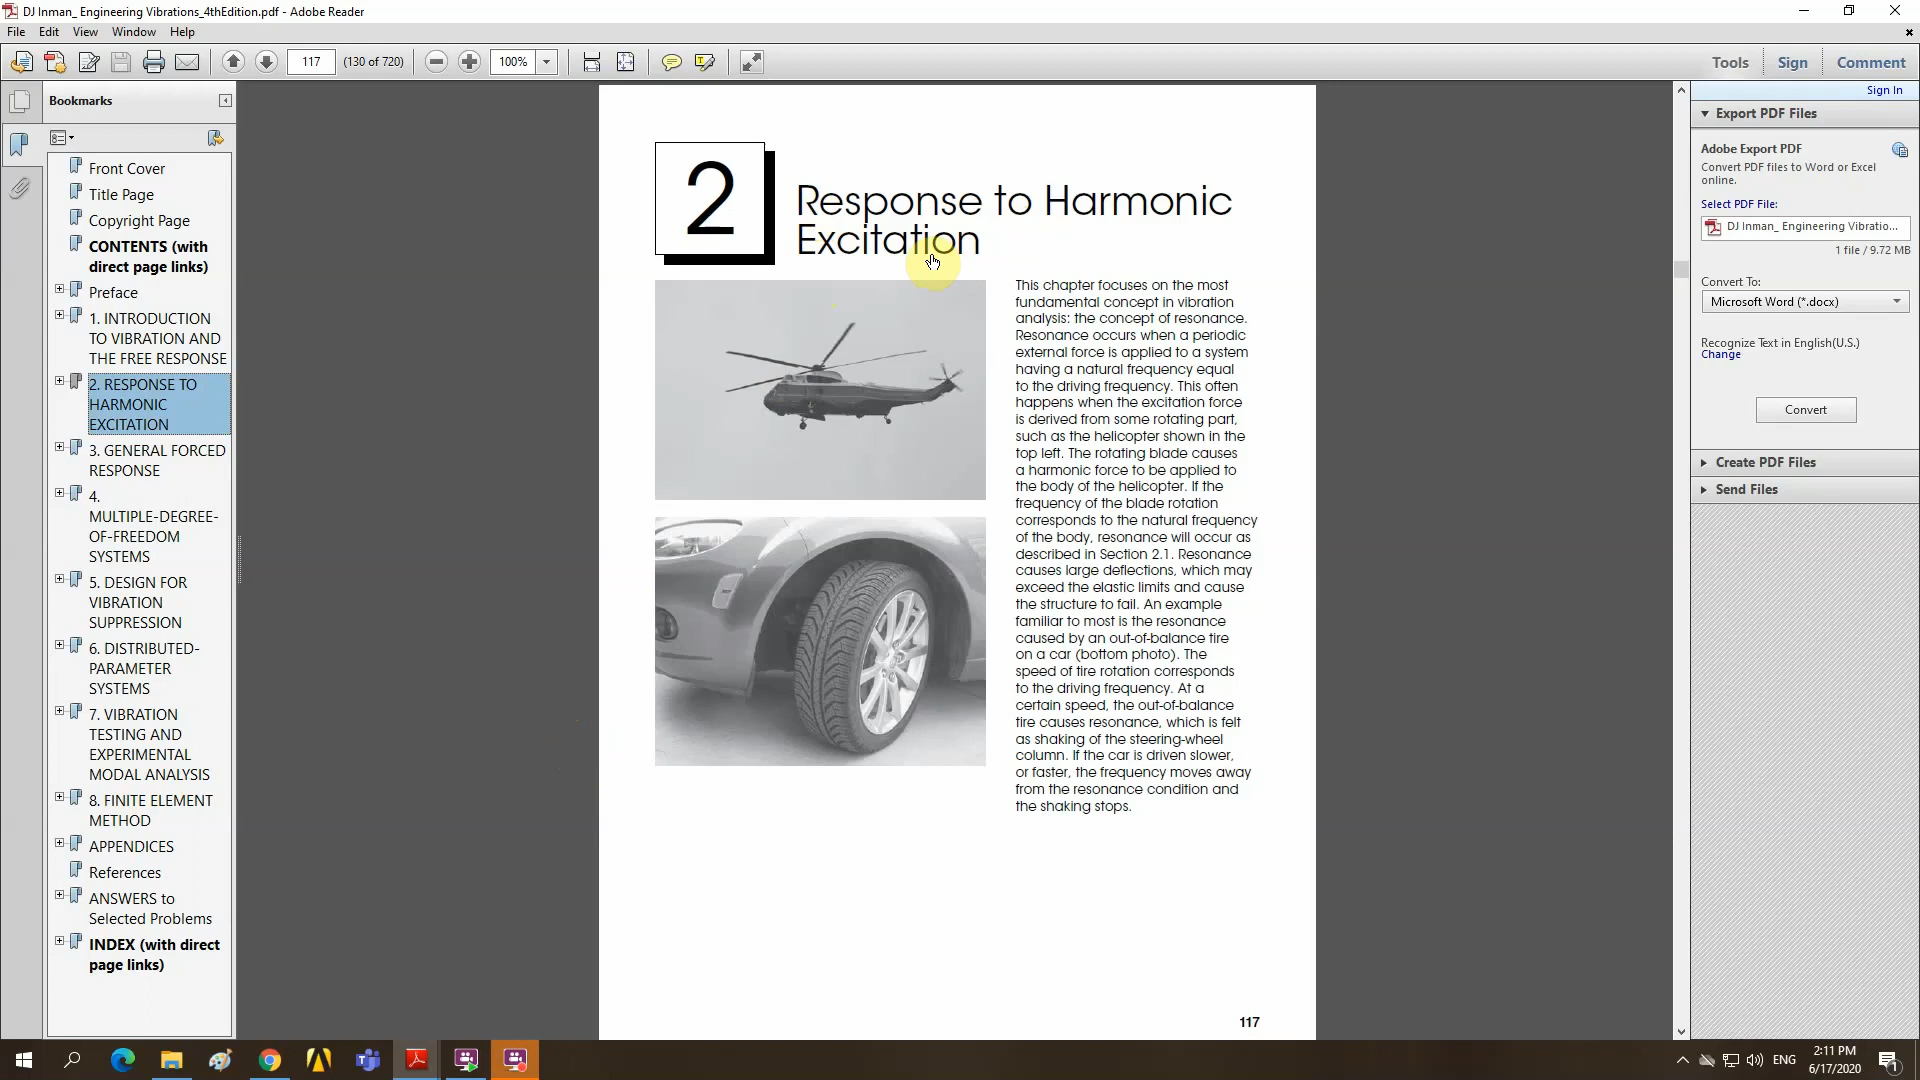 DJ Inman_ Engineering Vibrations_4thEdition.pdf - Adobe Reader
File Edit View Window Help
117 (130 of 720) 100% Tools Sign Comment
Bookmarks
Front Cover
Title Page
Copyright Page
CONTENTS (with
direct page links)
Preface
1. INTRODUCTION
TO VIBRATION AND
THE FREE RESPONSE
2. RESPONSE TO
HARMONIC
EXCITATION
3. GENERAL FORCED
RESPONSE
4.
MULTIPLE-DEGREE-
OF-FREEDOM
SYSTEMS
5. DESIGN FOR
VIBRATION
SUPPRESSION
6. DISTRIBUTED-
PARAMETER
SYSTEMS
7. VIBRATION
TESTING AND
EXPERIMENTAL
MODAL ANALYSIS
8. FINITE ELEMENT
METHOD
APPENDICES
References
ANSWERS to
Selected Problems
INDEX (with direct
page links)
2
Response to Harmonic
Excitation
This chapter focuses on the most
fundamental concept in vibration
analysis: the concept of resonance.
Resonance occurs when a periodic
external force is applied to a system
having a natural frequency equal
to the driving frequency. This often
happens when the excitation force
is derived from some rotating part,
such as the helicopter shown in the
top left. The rotating blade causes
a harmonic force to be applied to
the body of the helicopter. If the
frequency of the blade rotation
corresponds to the natural frequency
of the body, resonance will occur as
described in Section 2.1. Resonance
causes large deflections, which may
exceed the elastic limits and cause
the structure to fail. An example
familiar to most is the resonance
caused by an out-of-balance tire
on a car (bottom photo). The
speed of tire rotation corresponds
to the driving frequency. At a
certain speed, the out-of-balance
tire causes resonance, which is felt
as shaking of the steering-wheel
column. If the car is driven slower,
or faster, the frequency moves away
from the resonance condition and
the shaking stops.
117
Sign In
Export PDF Files
Adobe Export PDF
Convert PDF files to Word or Excel
online.
Select PDF File:
DJ Inman_ Engineering Vibratio...
1 file / 9.72 MB
Convert To:
Microsoft Word (*.docx)
Recognize Text in English(U.S.)
Change
Convert
Create PDF Files
Send Files
ENG
2:11 PM
6/17/2020
1